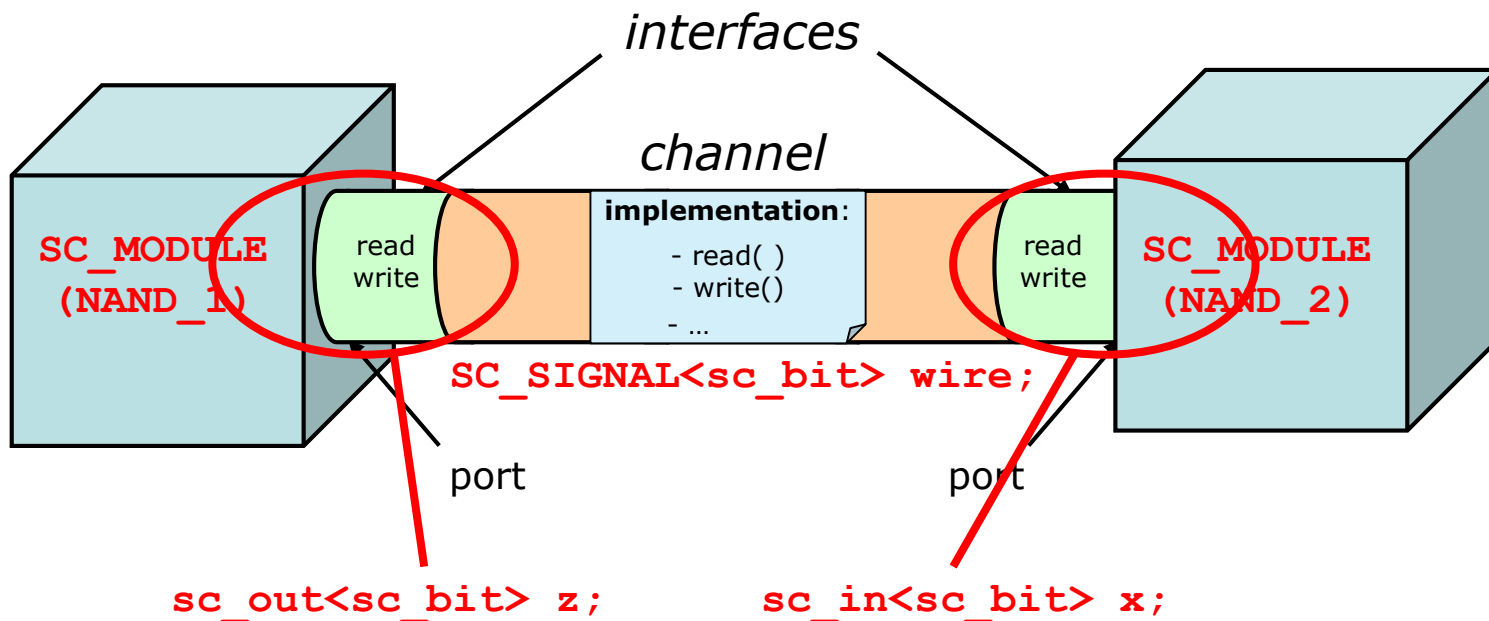 interfaces
channel
implementation:
- read( )
- write()
- ...
read
write
read
write
SC_MODULE
(NAND_1)
SC_MODULE
(NAND_2)
SC_SIGNAL<sc_bit> wire;
port
port
sc_out<sc_bit> z;
sc_in<sc_bit> x;